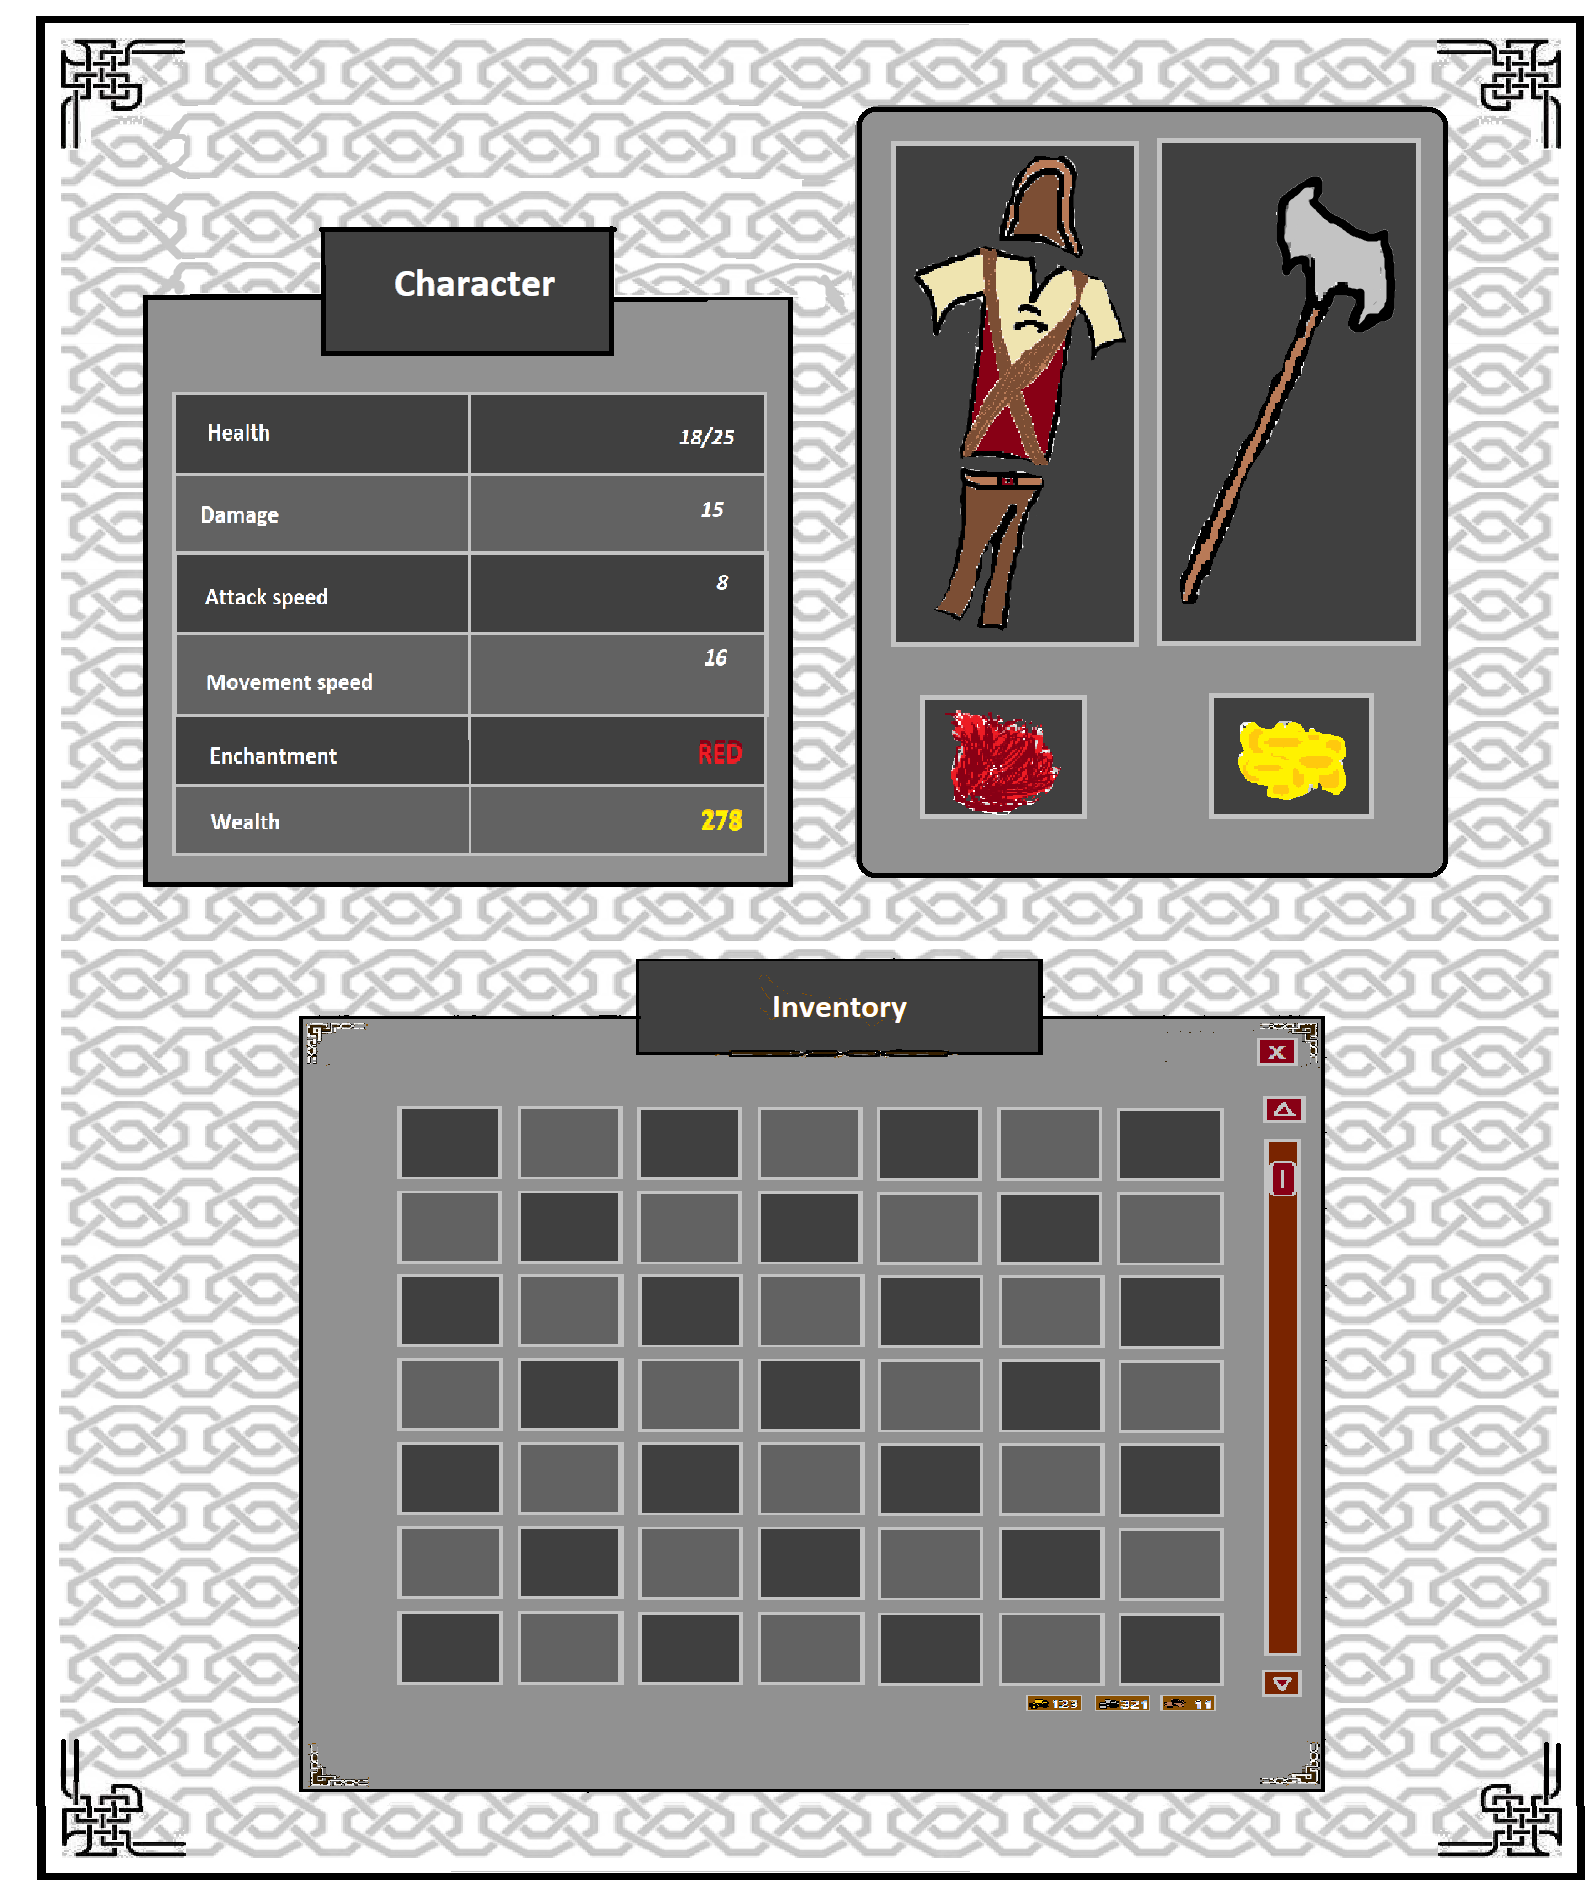 Character
Health 18/25
Damage 15
Attack speed 8
Movement speed 16
Enchantment RED
Wealth 278
Inventory
X
123 321 11